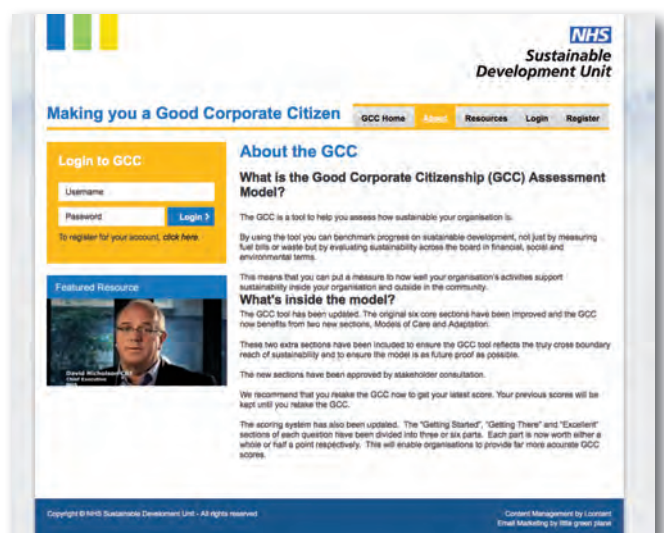 NHS
Sustainable
Development Unit
Making you a Good Corporate Citizen
GCC Home
About
Resources
Login
Register
Login to GCC
Username
Password
Login
To register for your account, click here.
Featured Resource
David Nicholson CBE
Chief Executive
About the GCC
What is the Good Corporate Citizenship (GCC) Assessment
Model?
The GCC is a tool to help you assess how sustainable your organisation is.
By using the tool you can benchmark progress on sustainable development, not just by measuring
fuel bills or waste but by evaluating sustainability across the board in financial, social and
environmental terms.
This means that you can put a measure to how well your organisation's activities support
sustainability inside your organisation and outside in the community.
What's inside the model?
The GCC tool has been updated. The original six core sections have been improved and the GCC
now benefits from two new sections, Models of Care and Adaptation.
These two extra sections have been included to ensure the GCC tool reflects the truly cross boundary
reach of sustainability and to ensure the model is as future proof as possible.
The new sections have been approved by stakeholder consultation.
We recommend that you retake the GCC now to get your latest score. Your previous scores will be
kept until you retake the GCC.
The scoring system has also been updated. The "Getting Started", "Getting There" and "Excellent"
sections of each question have been divided into three or six parts. Each part is now worth either a
whole or half a point respectively. This will enable organisations to provide far more accurate GCC
scores.
Copyright © NHS Sustainable Development Unit - All rights reserved
Content Management by
Email Marketing by little green plane